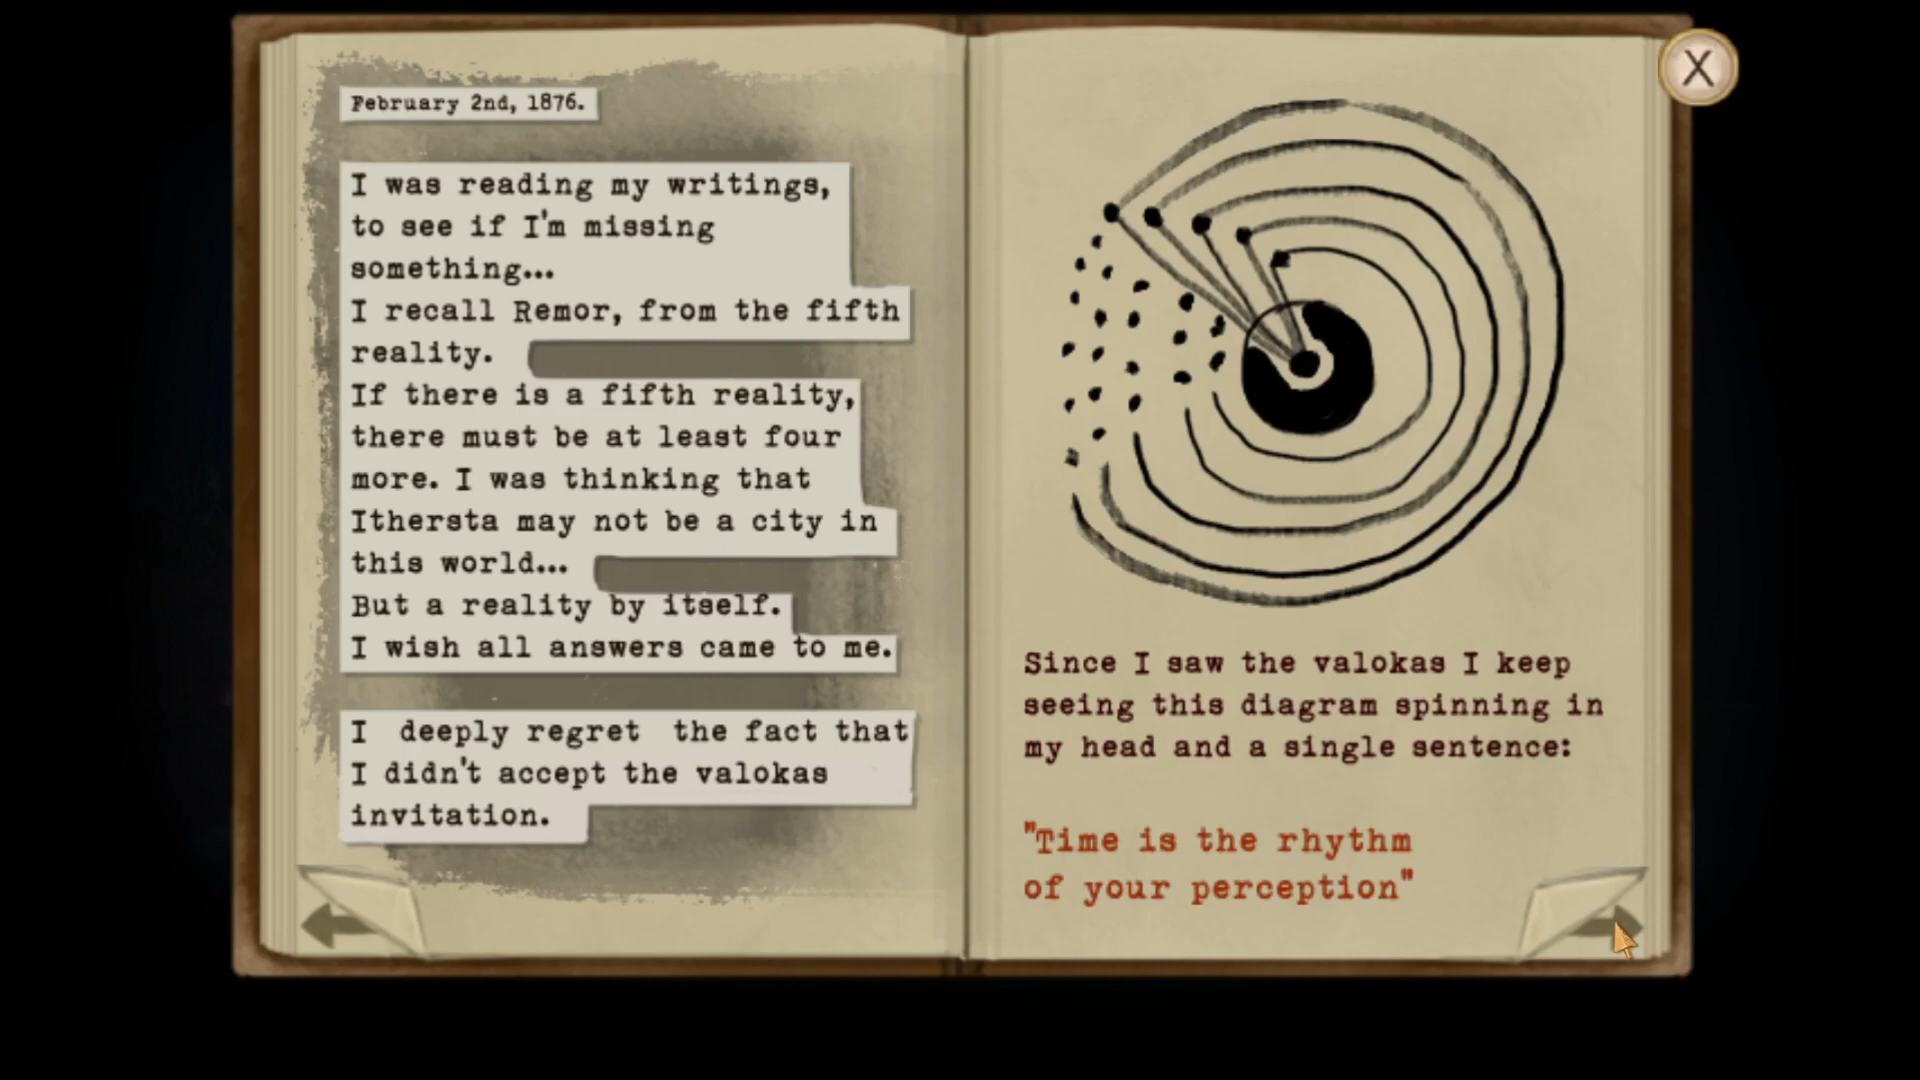 February 2nd, 1876.
I was reading my writings,
to see if I'm missing
something...
I recall Remor, from the fifth
reality.
If there is a fifth reality,
there must be at least four
more. I was thinking that
Ithersta may not be a city in
this world...
But a reality by itself.
I wish all answers came to me.
I deeply regret the fact that
I didn't accept the valokas
invitation.
X
Since I saw the valokas I keep
seeing this diagram spinning in
my head and a single sentence:
"Time is the rhythm
of your perception"